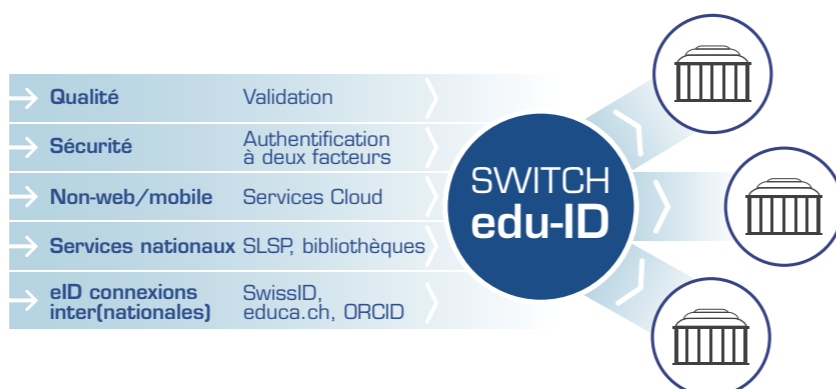 Qualité Validation
Sécurité Authentification
à deux facteurs
Non-web/mobile Services Cloud
Services nationaux SLSP, bibliothèques
eID connexions SwissID,
inter(nationales) educa.ch, ORCID
SWITCH
edu-ID